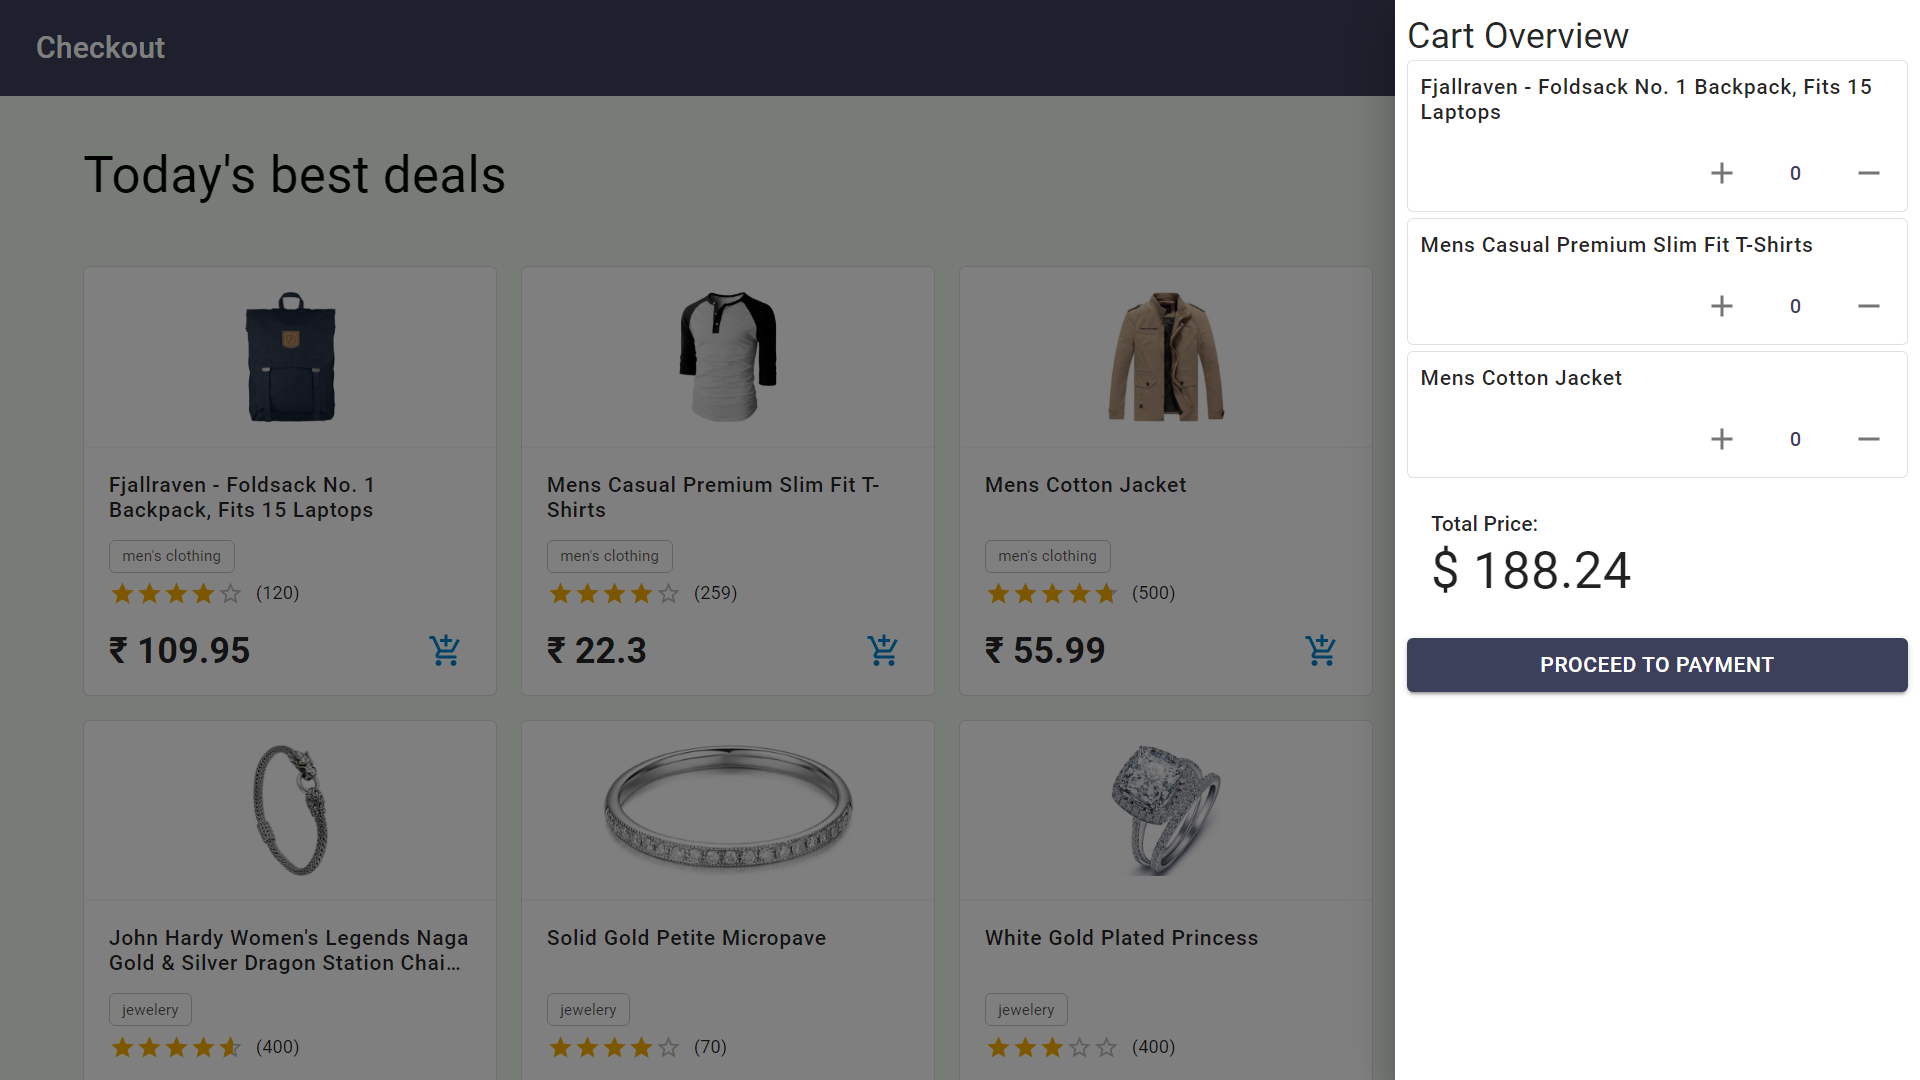 Checkout
Today's best deals
Fjallraven - Foldsack No. 1
Backpack, Fits 15 Laptops
men's clothing
(120)
₹ 109.95
Mens Casual Premium Slim Fit T-
Shirts
men's clothing
(259)
₹ 22.3
Mens Cotton Jacket
men's clothing
(500)
₹ 55.99
John Hardy Women's Legends Naga
Gold & Silver Dragon Station Chai...
jewelery
(400)
Solid Gold Petite Micropave
jewelery
(70)
White Gold Plated Princess
jewelery
(400)
Cart Overview
Fjallraven - Foldsack No. 1 Backpack, Fits 15
Laptops
+ 0 −
Mens Casual Premium Slim Fit T-Shirts
+ 0 −
Mens Cotton Jacket
+ 0 −
Total Price:
$ 188.24
PROCEED TO PAYMENT